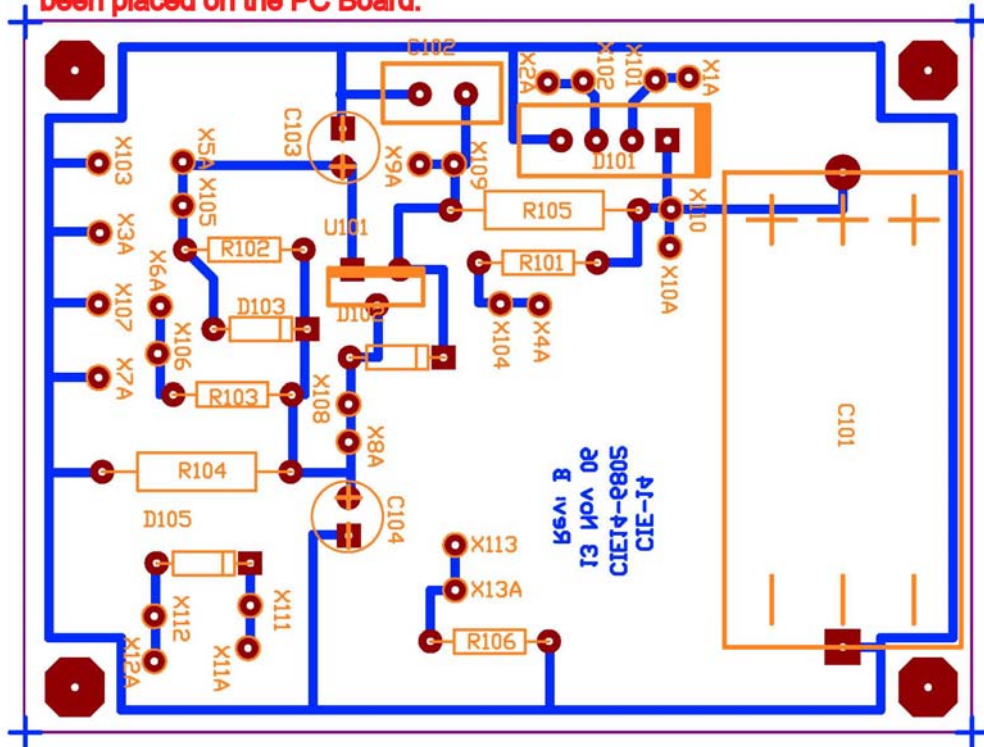 been placed on the PC Board.
C102
X2A
X102
X101
X1A
C103
X103
X5A
X9A
X109
D101
X105
X3A
U101
R105
X110
R102
R101
X6A
X10A
X107
D103
D102
X104
X4A
X106
X7A
R103
X108
C101
X8A
R104
C104
D105
Rev: B
13 Nov 06
CIE14-6805
CIE-14
X113
X13A
X112
X111
X12A
X11A
R106